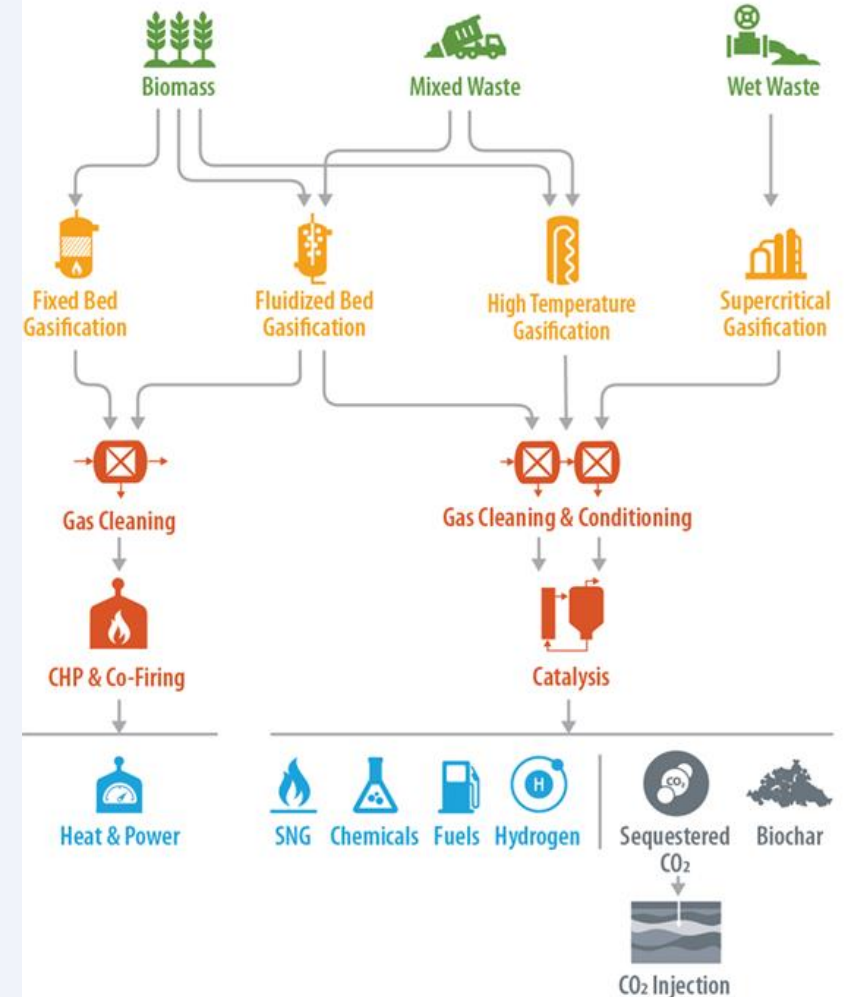 Biomass
Mixed Waste
Wet Waste
Fixed Bed
Gasification
Fluidized Bed
Gasification
High Temperature
Gasification
Supercritical
Gasification
Gas Cleaning
Gas Cleaning & Conditioning
CHP & Co-Firing
Catalysis
H
CO₂
Heat & Power
SNG
Chemicals
Fuels
Hydrogen
Sequestered
CO₂
Biochar
CO₂ Injection